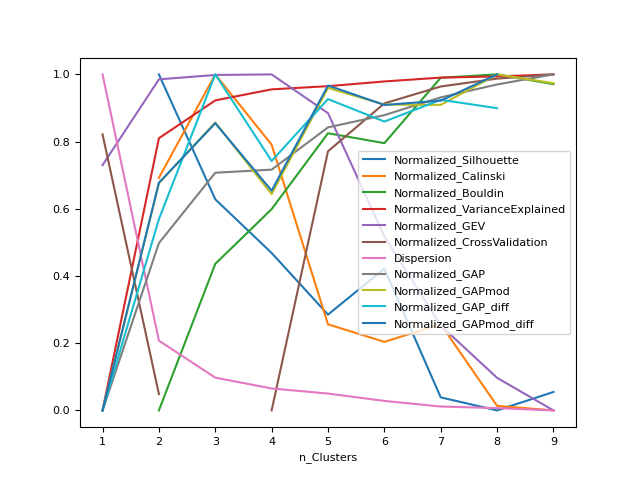 1.0
0.8
0.6
0.4
0.2
0.0
Normalized_Silhouette
Normalized_Calinski
Normalized_Bouldin
Normalized_VarianceExplained
Normalized_GEV
Normalized_CrossValidation
Dispersion
Normalized_GAP
Normalized_GAPmod
Normalized_GAP_diff
Normalized_GAPmod_diff
1 2 3 4 5 6 7 8 9
n_Clusters